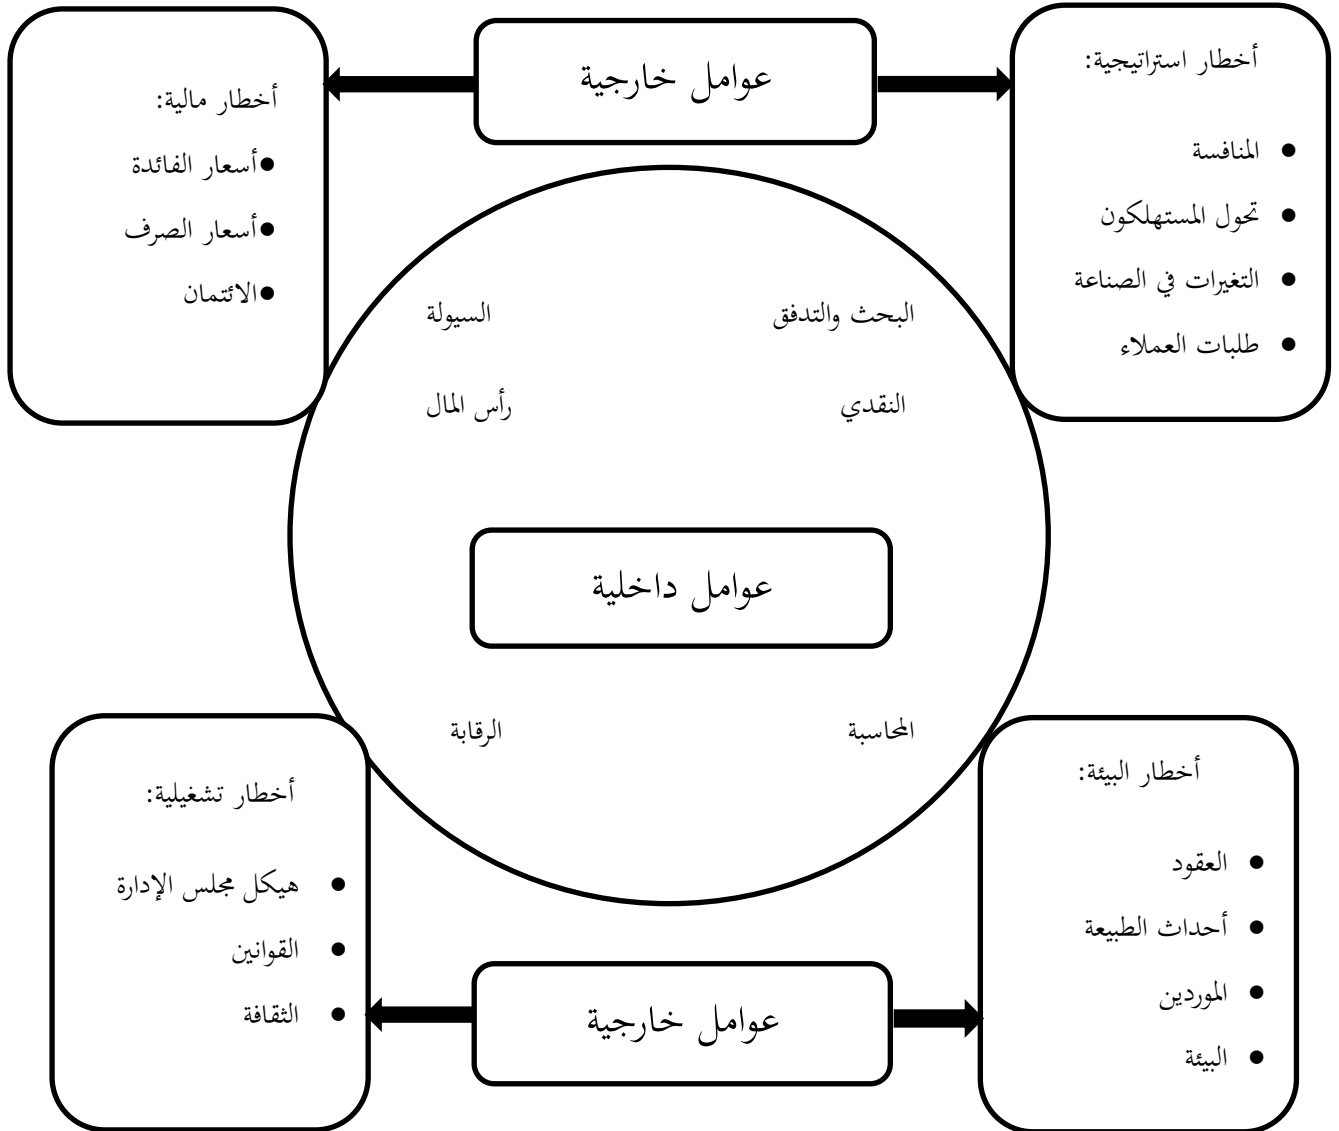 عوامل خارجية
أخطار استراتيجية:
● المنافسة
● تحول المستهلكون
● التغيرات في الصناعة
● طلبات العملاء
أخطار مالية:
●أسعار الفائدة
●أسعار الصرف
●الائتمان
البحث والتدفق
السيولة
النقدي
رأس المال
عوامل داخلية
المحاسبة
الرقابة
أخطار البيئة:
● العقود
● أحداث الطبيعة
● الموردين
● البيئة
أخطار تشغيلية:
● هيكل مجلس الإدارة
● القوانين
● الثقافة
عوامل خارجية